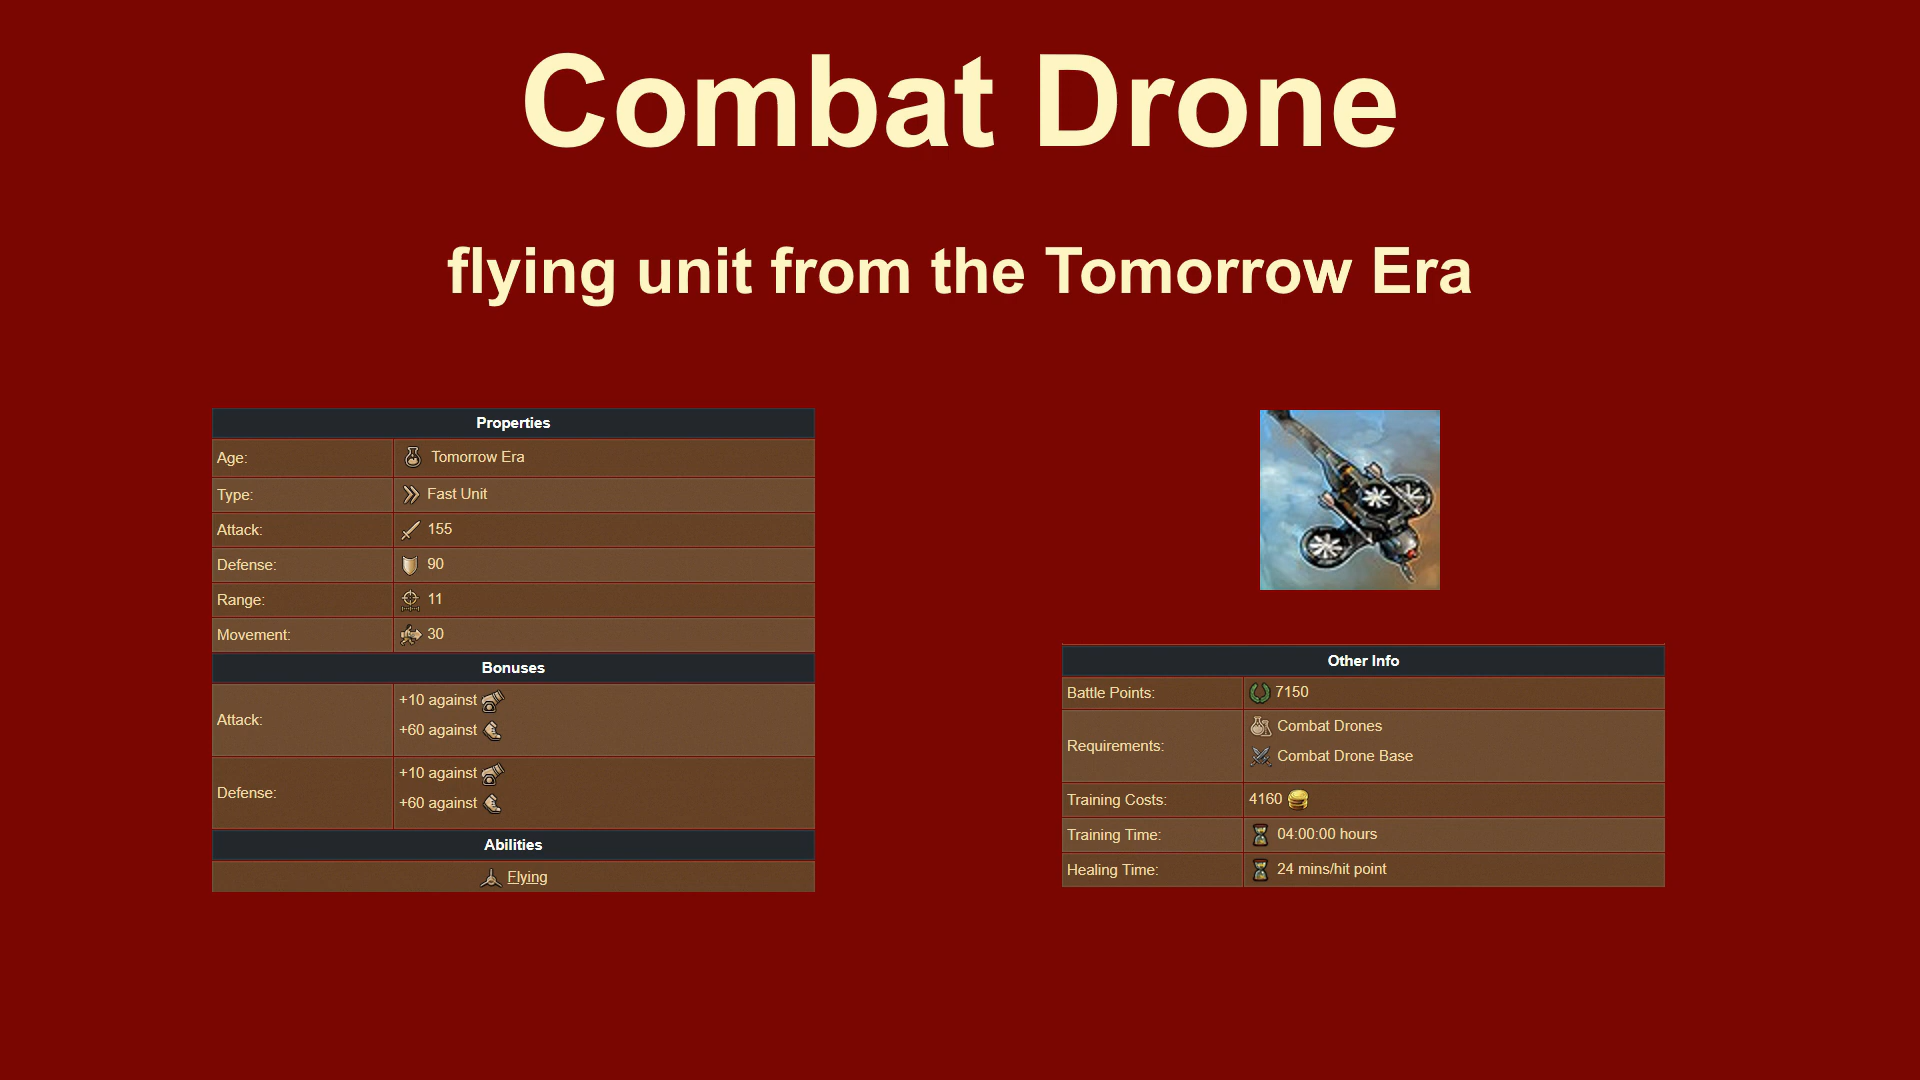 Combat Drone
flying unit from the Tomorrow Era
Properties
Age: Tomorrow Era
Type: Fast Unit
Attack: 155
Defense: 90
Range: 11
Movement: 30
Bonuses
Attack:
+10 against
+60 against
Defense:
+10 against
+60 against
Abilities
Flying
Other Info
Battle Points: 7150
Requirements:
Combat Drones
Combat Drone Base
Training Costs: 4160
Training Time: 04:00:00 hours
Healing Time: 24 mins/hit point